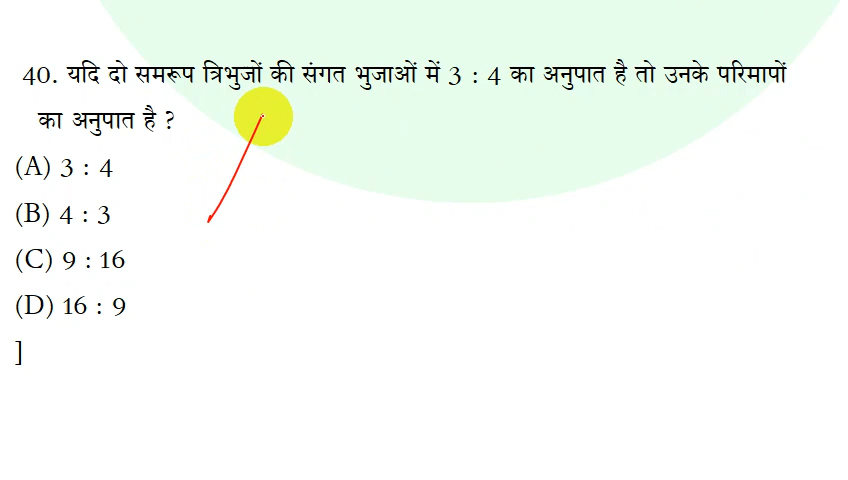 40. यदि दो समरूप त्रिभुजों की संगत भुजाओं में 3 : 4 का अनुपात है तो उनके परिमापों
का अनुपात है ?
(A) 3 : 4
(B) 4 : 3
(C) 9 : 16
(D) 16 : 9
]